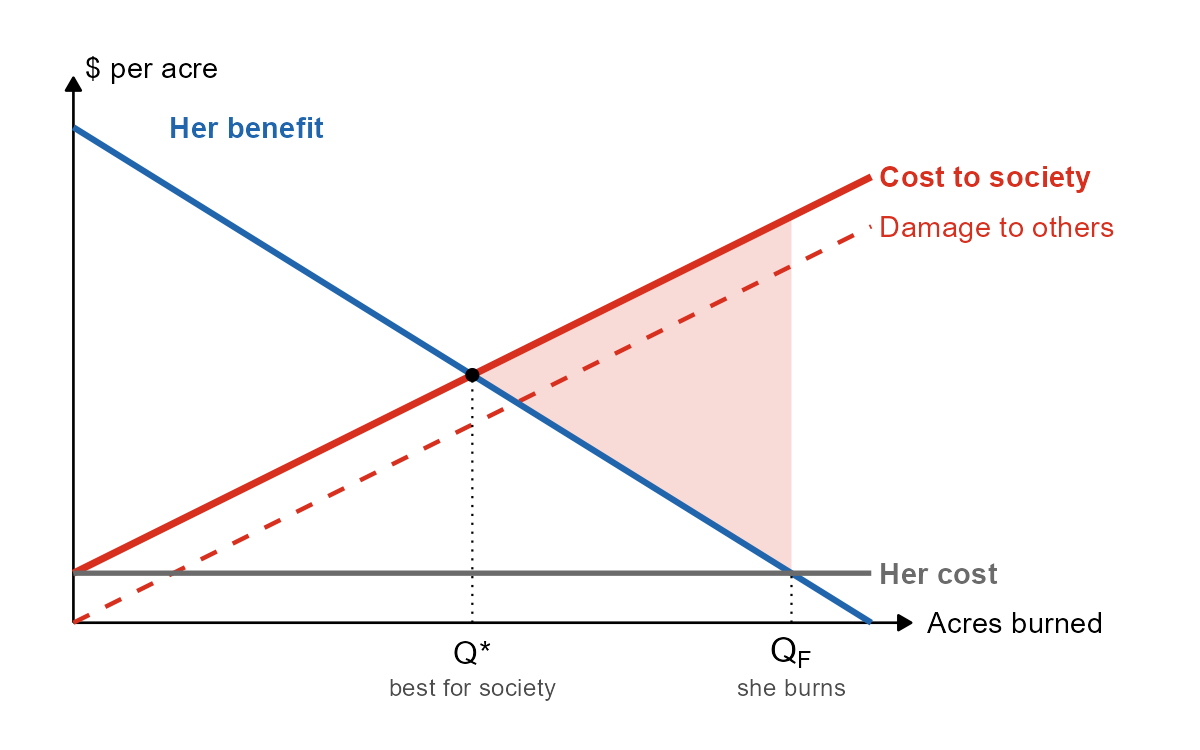 $ per acre
Her benefit
Cost to society
Damage to others
Her cost
Acres burned
Q*
best for society
QF
she burns